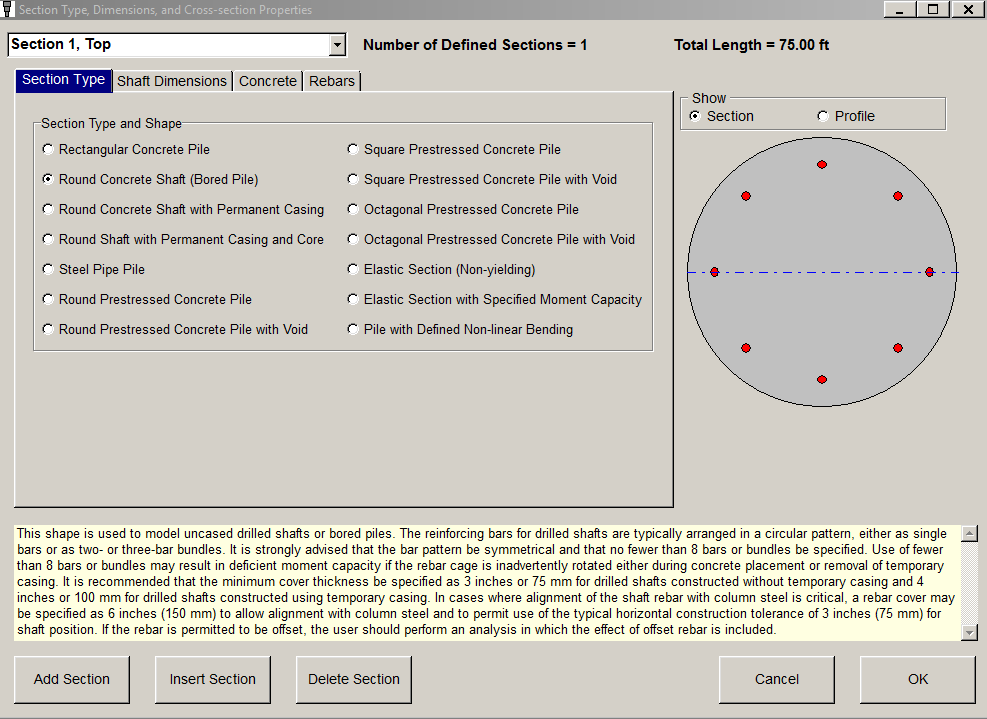 Section Type, Dimensions, and Cross-section Properties
Section 1, Top
Number of Defined Sections = 1
Total Length = 75.00 ft
Section Type
Shaft Dimensions
Concrete
Rebars
Show
Section
Profile
Section Type and Shape
Rectangular Concrete Pile
Round Concrete Shaft (Bored Pile)
Round Concrete Shaft with Permanent Casing
Round Shaft with Permanent Casing and Core
Steel Pipe Pile
Round Prestressed Concrete Pile
Round Prestressed Concrete Pile with Void
Square Prestressed Concrete Pile
Square Prestressed Concrete Pile with Void
Octagonal Prestressed Concrete Pile
Octagonal Prestressed Concrete Pile with Void
Elastic Section (Non-yielding)
Elastic Section with Specified Moment Capacity
Pile with Defined Non-linear Bending
This shape is used to model uncased drilled shafts or bored piles. The reinforcing bars for drilled shafts are typically arranged in a circular pattern, either as single
bars or as two- or three-bar bundles. It is strongly advised that the bar pattern be symmetrical and that no fewer than 8 bars or bundles be specified. Use of fewer
than 8 bars or bundles may result in deficient moment capacity if the rebar cage is inadvertently rotated either during concrete placement or removal of temporary
casing. It is recommended that the minimum cover thickness be specified as 3 inches or 75 mm for drilled shafts constructed without temporary casing and 4
inches or 100 mm for drilled shafts constructed using temporary casing. In cases where alignment of the shaft rebar with column steel is critical, a rebar cover may
be specified as 6 inches (150 mm) to allow alignment with column steel and to permit use of the typical horizontal construction tolerance of 3 inches (75 mm) for
shaft position. If the rebar is permitted to be offset, the user should perform an analysis in which the effect of offset rebar is included.
Add Section
Insert Section
Delete Section
Cancel
OK